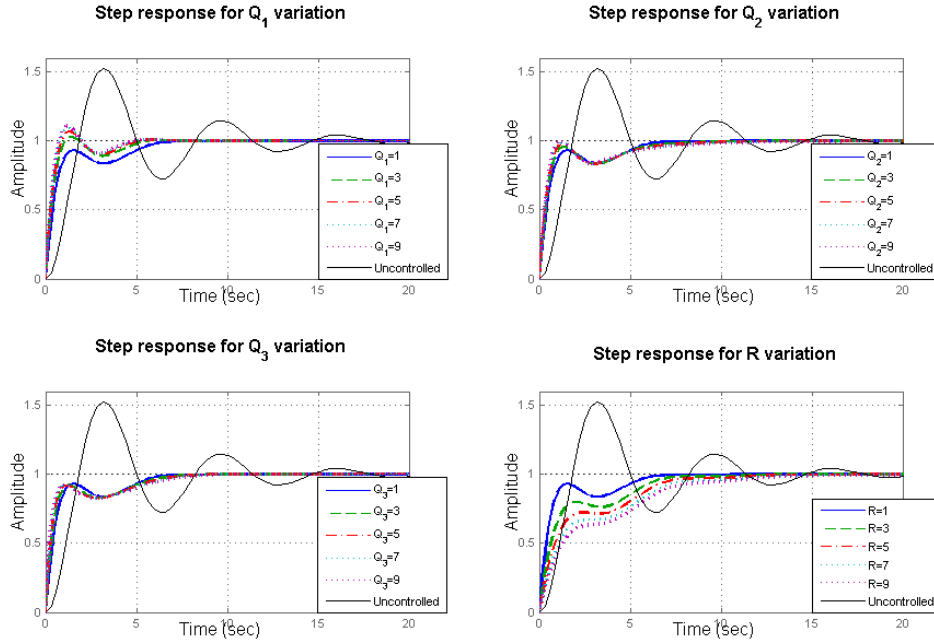 Step response for Q1 variation
1.5
1
0.5
0
Amplitude
0 5 10 15 20
Time (sec)
Q1=1
Q1=3
Q1=5
Q1=7
Q1=9
Uncontrolled
Step response for Q2 variation
1.5
1
0.5
0
Amplitude
0 5 10 15 20
Time (sec)
Q2=1
Q2=3
Q2=5
Q2=7
Q2=9
Uncontrolled
Step response for Q3 variation
1.5
1
0.5
0
Amplitude
0 5 10 15 20
Time (sec)
Q3=1
Q3=3
Q3=5
Q3=7
Q3=9
Uncontrolled
Step response for R variation
1.5
1
0.5
0
Amplitude
0 5 10 15 20
Time (sec)
R=1
R=3
R=5
R=7
R=9
Uncontrolled